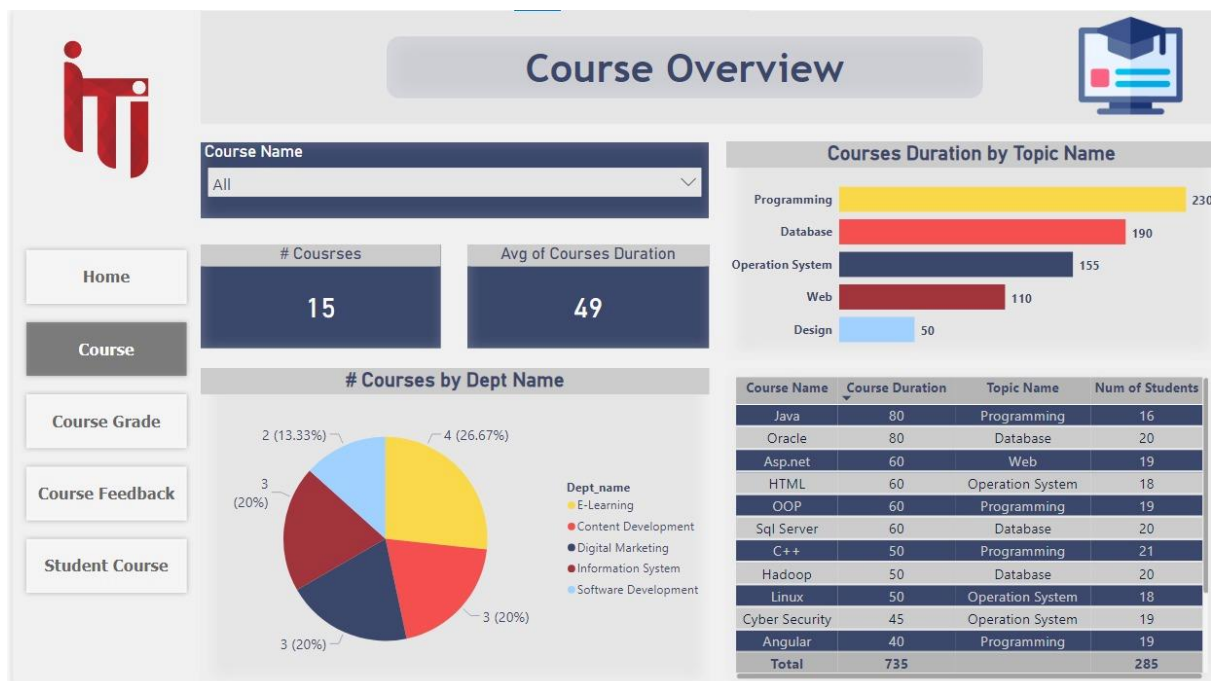 iTi
Course Overview
Course Name
All
# Cousrses
15
Avg of Courses Duration
49
Home
Course
Course Grade
Course Feedback
Student Course
# Courses by Dept Name
2 (13.33%)
4 (26.67%)
3
(20%)
3 (20%)
3 (20%)
Dept_name
E-Learning
Content Development
Digital Marketing
Information System
Software Development
Courses Duration by Topic Name
Programming 230
Database 190
Operation System 155
Web 110
Design 50
Course Name Course Duration Topic Name Num of Students
Java 80 Programming 16
Oracle 80 Database 20
Asp.net 60 Web 19
HTML 60 Operation System 18
OOP 60 Programming 19
Sql Server 60 Database 20
C++ 50 Programming 21
Hadoop 50 Database 20
Linux 50 Operation System 18
Cyber Security 45 Operation System 19
Angular 40 Programming 19
Total 735 285